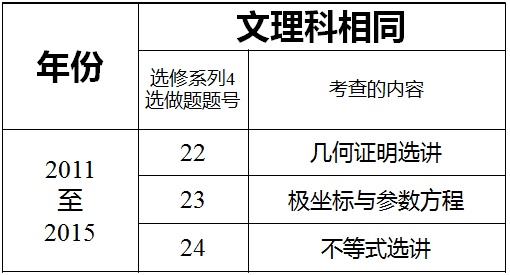 年份
文理科相同
选修系列4
选做题题号
考查的内容
2011
至
2015
22
几何证明选讲
23
极坐标与参数方程
24
不等式选讲